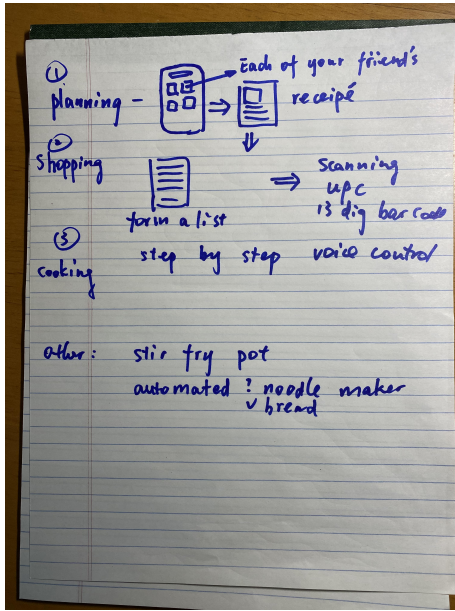 ①
Each of your friend's
planning -
receipé
②
shopping
scanning
UPC
13 dig bar code
form a list
③
cooking
step by step voice control
other: stir fry pot
automated ? noodle maker
✓ bread